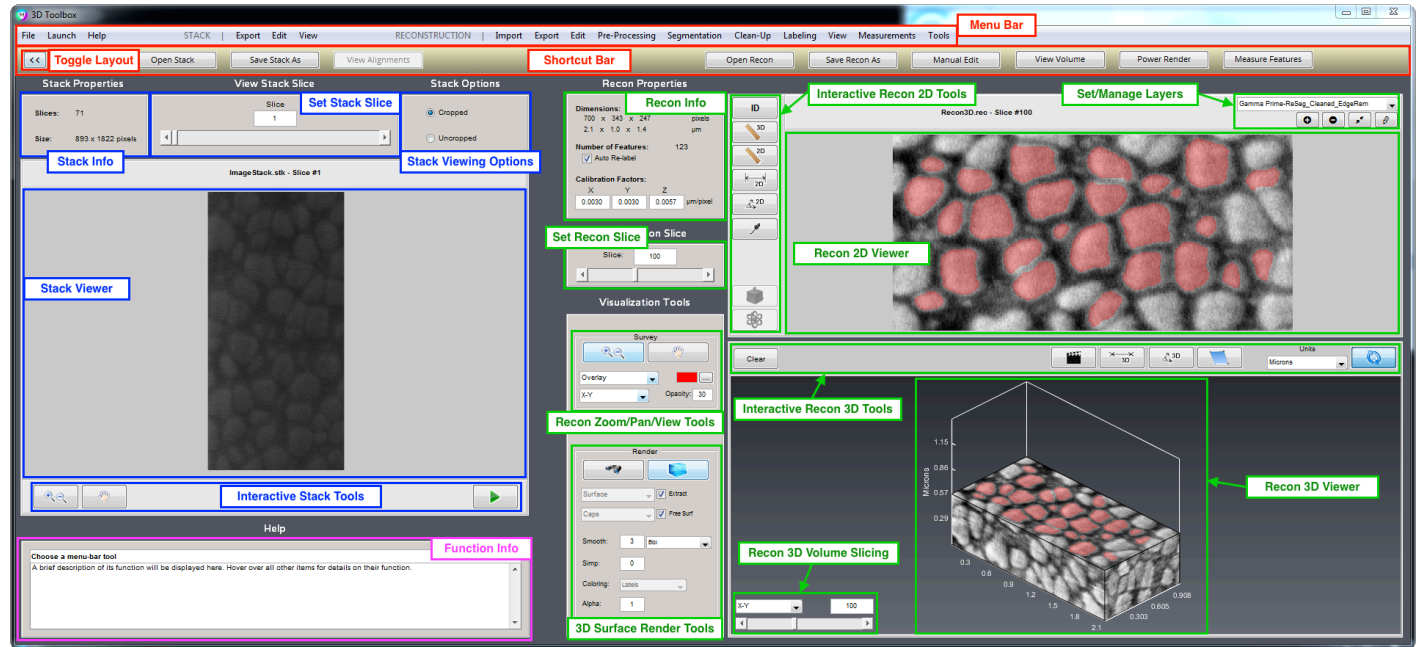 3D Toolbox
Menu Bar
File Launch Help STACK | Export Edit View RECONSTRUCTION | Import Export Edit Pre-Processing Segmentation Clean-Up Labeling View Measurements Tools
<< Toggle Layout Open Stack Save Stack As View Alignments Shortcut Bar Open Recon Save Recon As Manual Edit View Volume Power Render Measure Features
Stack Properties View Stack Slice Stack Options
Slices: 71
Size: 893 x 1822 pixels
Stack Info
Slice
1
Set Stack Slice
Cropped
Uncropped
Stack Viewing Options
ImageStack.stk - Slice #1
Stack Viewer
Interactive Stack Tools
Help
Function Info
Choose a menu-bar tool
A brief description of its function will be displayed here. Hover over all other items for details on their function.
Recon Properties
Recon Info
Dimensions:
700 x 343 x 247 pixels
2.1 x 1.0 x 1.4 µm
Number of Features: 123
Auto Re-label
Calibration Factors:
X Y Z
0.0030 0.0030 0.0057 µm/pixel
Set Recon Slice
on Slice
Slice: 100
Visualization Tools
Survey
Overlay ...
X-Y Opacity: 30
Recon Zoom/Pan/View Tools
Render
Surface Extract
Caps Free Surf
Smooth: 3 Box
Simp: 0
Coloring: Labels
Alpha: 1
3D Surface Render Tools
ID
3D
2D
2D
2D
Interactive Recon 2D Tools
Recon3D.rec - Slice #100
Set/Manage Layers
Gamma Prime-ReSeg_Cleaned_EdgeRem
Recon 2D Viewer
Clear
3D
3D
Units
Microns
Interactive Recon 3D Tools
Recon 3D Viewer
Microns
1.15
0.86
0.57
0.29
0.3
0.6
0.9
1.2
1.5
1.8
2.1
0.303
0.605
0.908
Recon 3D Volume Slicing
X-Y 100